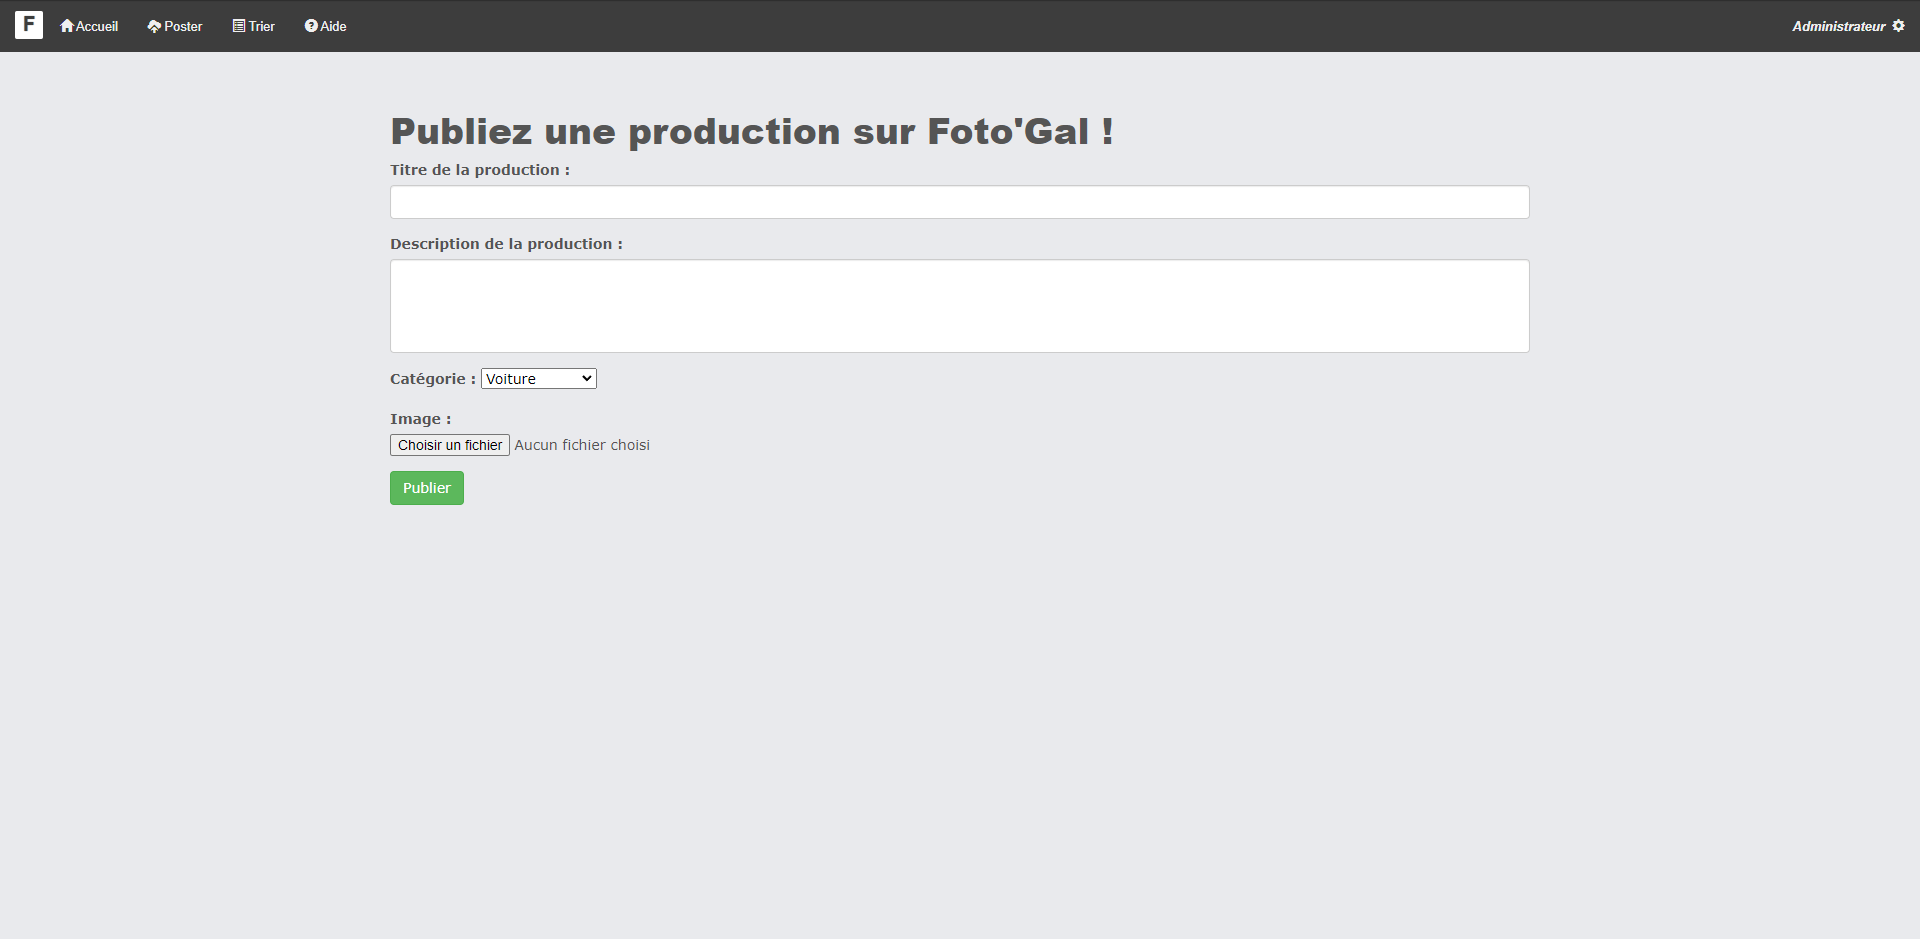 F Accueil Poster Trier Aide Administrateur
Publiez une production sur Foto'Gal !
Titre de la production :
Description de la production :
Catégorie : Voiture
Image :
Choisir un fichier Aucun fichier choisi
Publier